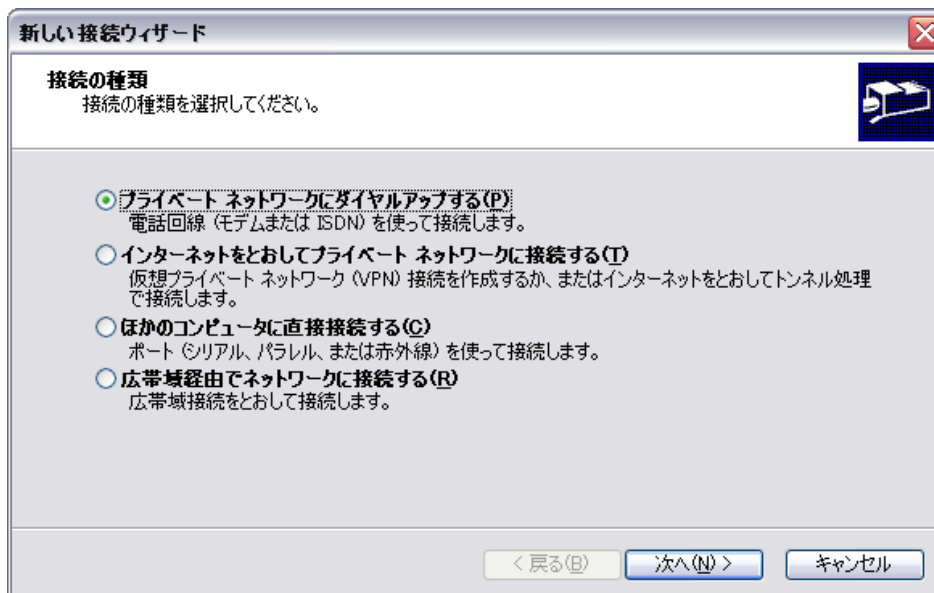 新しい接続ウィザード
接続の種類
接続の種類を選択してください。
プライベート ネットワークにダイヤルアップする(P)
電話回線 (モデムまたは ISDN) を使って接続します。
インターネットをとおしてプライベート ネットワークに接続する(T)
仮想プライベート ネットワーク (VPN) 接続を作成するか、またはインターネットをとおしてトンネル処理
で接続します。
ほかのコンピュータに直接接続する(C)
ポート (シリアル、パラレル、または赤外線) を使って接続します。
広帯域経由でネットワークに接続する(R)
広帯域接続をとおして接続します。
< 戻る(B) 次へ(N) > キャンセル